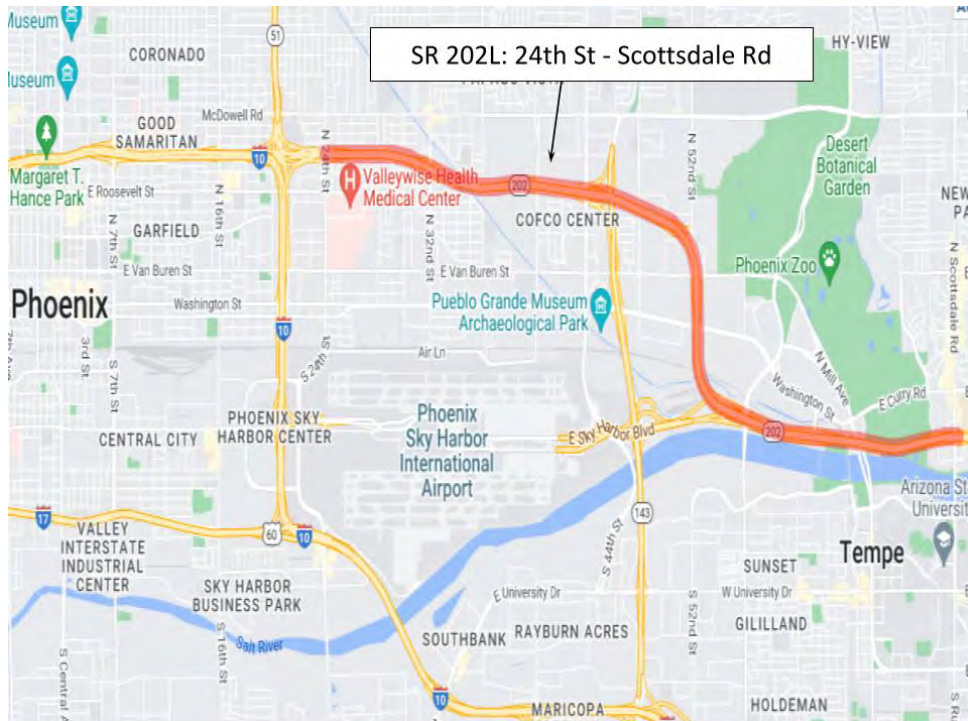 Museum
CORONADO
51
SR 202L: 24th St - Scottsdale Rd
HY-VIEW
Museum
McDowell Rd
GOOD
SAMARITAN
N 24th St
N 52nd St
Desert
Botanical
Garden
10
10
Margaret T.
Hance Park
E Roosevelt St
N 16th St
H
Valleywise Health
Medical Center
202
COFCO CENTER
N 7th St
GARFIELD
N 32nd St
E Van Buren St
E Van Buren St
Phoenix Zoo
N Scottsdale Rd
Phoenix
Washington St
Pueblo Grande Museum
Archaeological Park
10
3rd St
S 7th St
S 24th St
Air Ln
N Mill Ave
Washington St
E Curry Rd
CENTRAL CITY
PHOENIX SKY
HARBOR CENTER
Phoenix
Sky Harbor
International
Airport
E Sky Harbor Blvd
202
Arizona St
Universit
17
60
10
143
VALLEY
INTERSTATE
INDUSTRIAL
CENTER
S 44th St
Tempe
SKY HARBOR
BUSINESS PARK
SUNSET
E University Dr
W University Dr
S 52nd St
S 16th St
Salt River
SOUTHBANK
RAYBURN ACRES
GILILLAND
S Central A
10
MARICOPA
HOLDEMAN